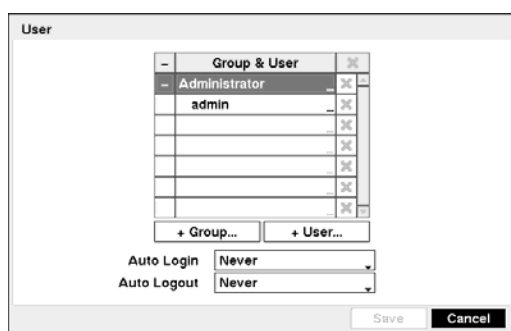 User
– Group & User
– Administrator ...
admin ...
...
...
...
...
...
+ Group... + User...
Auto Login Never
Auto Logout Never
Save Cancel